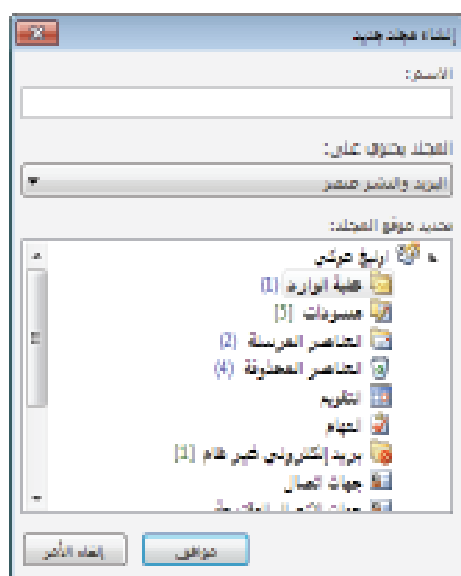 إنشاء مجلد جديد
الاسم:
المجلد يحتوي على:
البريد والنشر عنصر
تحديد موقع المجلد:
علبة الوارد (1)
مسودات [5]
العناصر المرسلة (2)
العناصر المحذوفة (4)
التقويم
المهام
بريد إلكتروني غير هام [1]
جهات اتصال
موافق
إلغاء الأمر